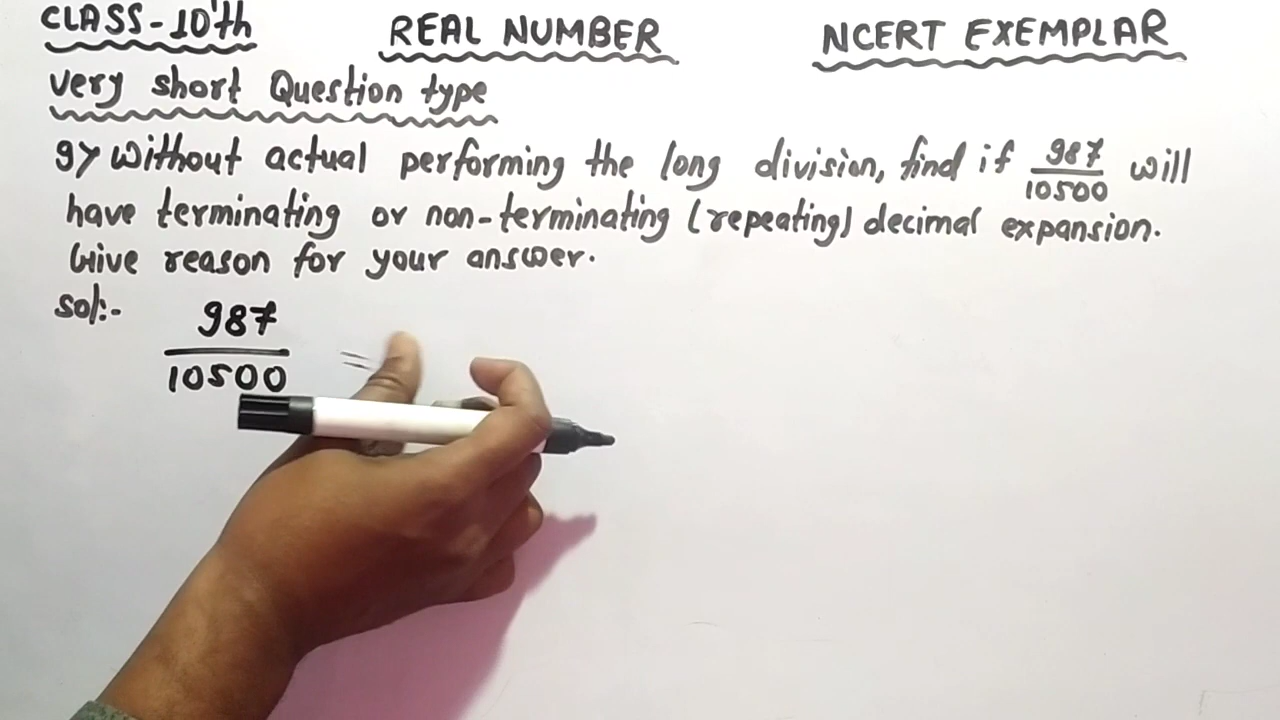 CLASS-10th REAL NUMBER NCERT EXEMPLAR
Very short Question type
9> Without actual performing the long division, find if 987/10500 will
have terminating or non-terminating (repeating) decimal expansion.
Give reason for your answer.
Sol:- 987/10500 =